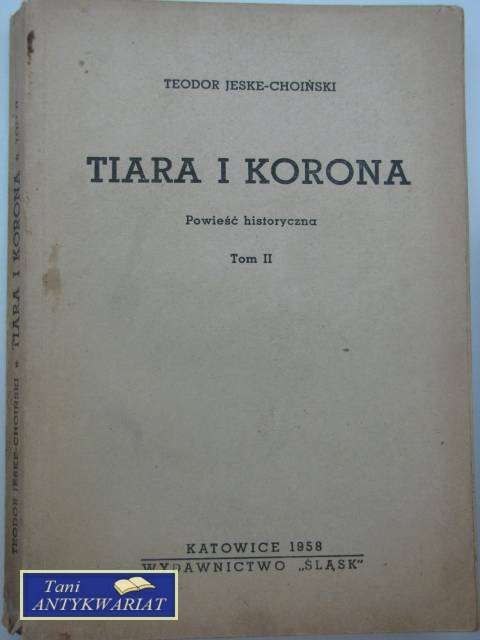 TEODOR JESKE-CHOIŃSKI
TIARA I KORONA
Powieść historyczna
Tom II
KATOWICE 1958
WYDAWNICTWO „ŚLĄSK"
TEODOR JESKE-CHOIŃSKI * TIARA I KORONA *
Tani
ANTYKWARIAT